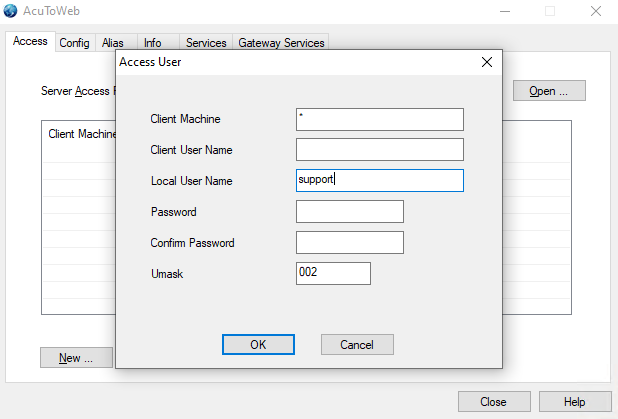 AcuToWeb
Access Config Alias Info Services Gateway Services
Access User
Server Access Open ...
Client Machine
Client Machine *
Client User Name
Local User Name support
Password
Confirm Password
Umask 002
OK Cancel
New ...
Close Help